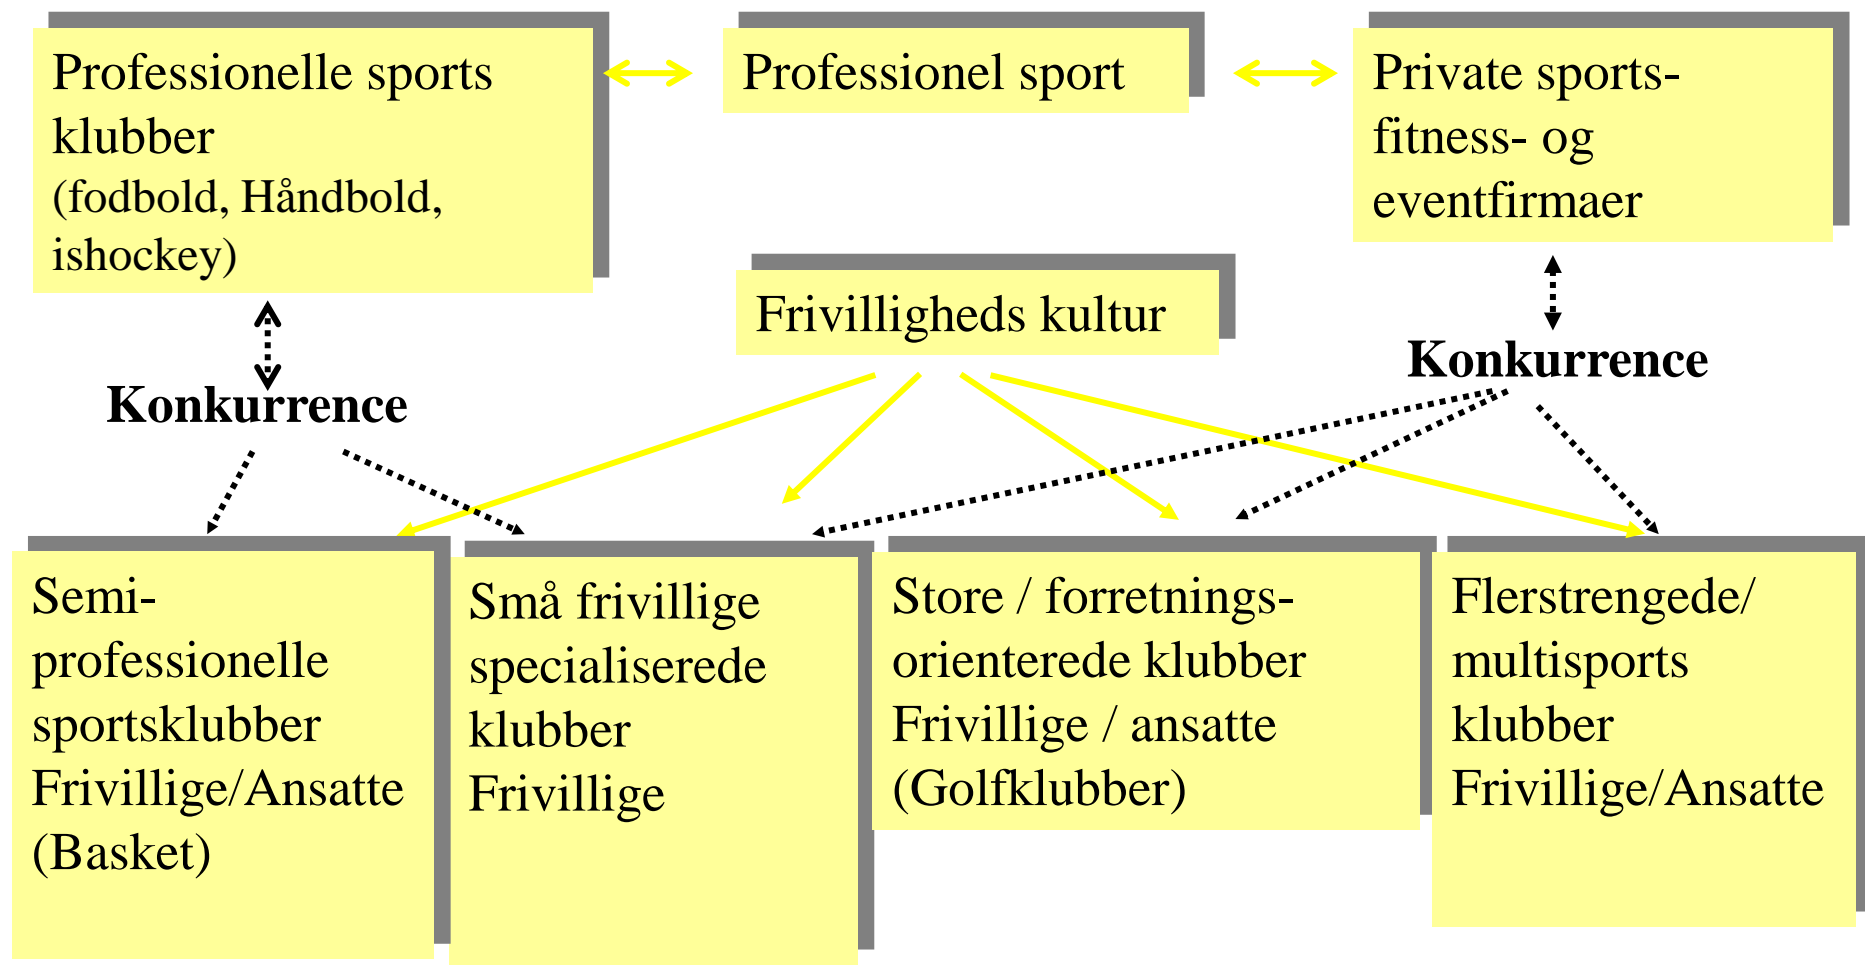 Professionelle sports
klubber
(fodbold, Håndbold,
ishockey)
Professionel sport
Private sports-
fitness- og
eventfirmaer
Frivilligheds kultur
Konkurrence
Konkurrence
Semi-
professionelle
sportsklubber
Frivillige/Ansatte
(Basket)
Små frivillige
specialiserede
klubber
Frivillige
Store / forretnings-
orienterede klubber
Frivillige / ansatte
(Golfklubber)
Flerstrengede/
multisports
klubber
Frivillige/Ansatte